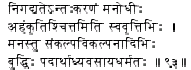 निगद्यतेऽन्तःकरणं मनोधीः
अहंकृतिश्चित्तमिति स्ववृत्तिभिः ।
मनस्तु संकल्पविकल्पनादिभिः
बुद्धिः पदार्थाध्यवसायधर्मतः ॥ ९३॥